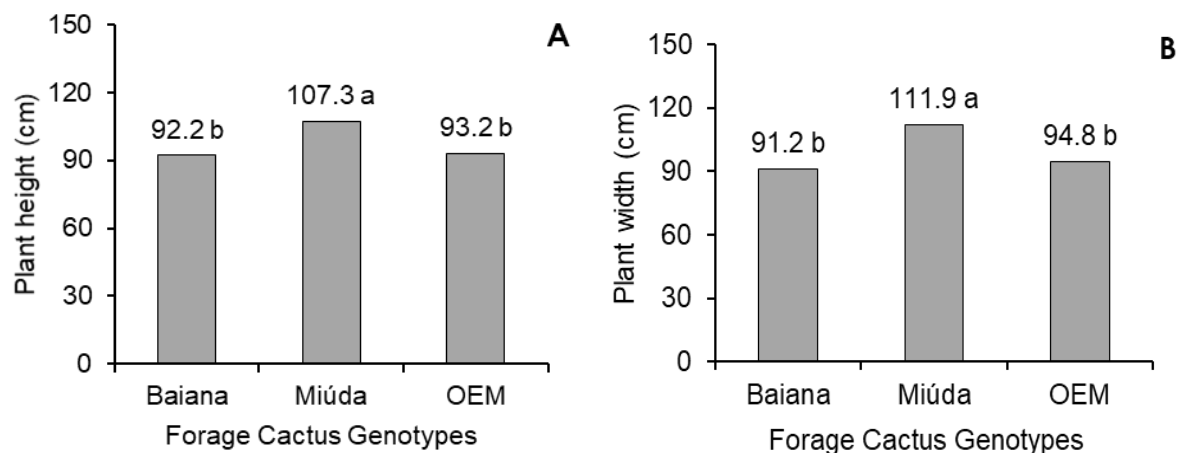 A
Plant height (cm)
150
120
90
60
30
0
92.2 b
107.3 a
93.2 b
Baiana Miúda OEM
Forage Cactus Genotypes
B
Plant width (cm)
150
120
90
60
30
0
91.2 b
111.9 a
94.8 b
Baiana Miúda OEM
Forage Cactus Genotypes